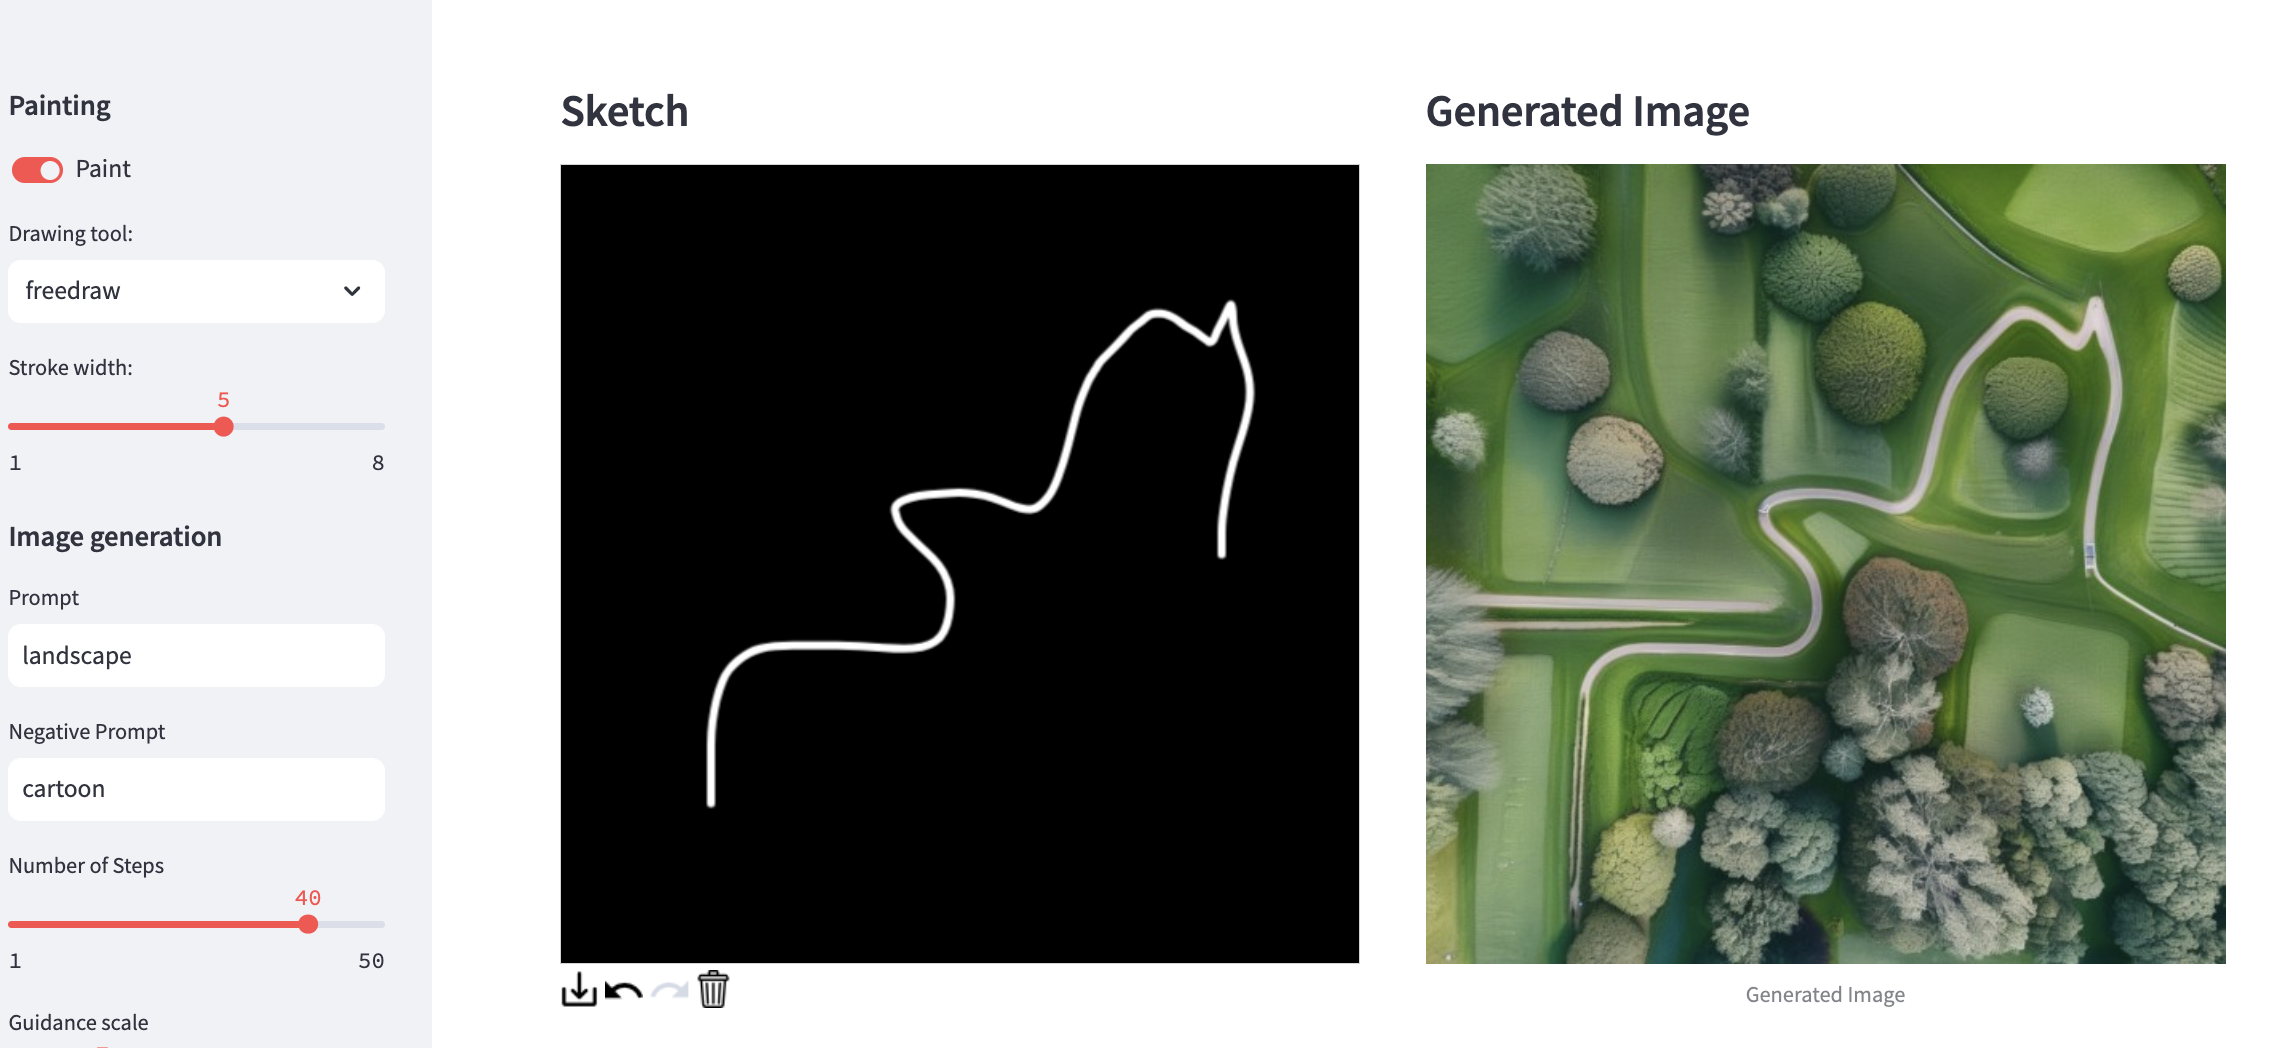 Painting
Paint
Drawing tool:
freedraw
Stroke width:
5
1 8
Image generation
Prompt
landscape
Negative Prompt
cartoon
Number of Steps
40
1 50
Guidance scale
Sketch
Generated Image
Generated Image